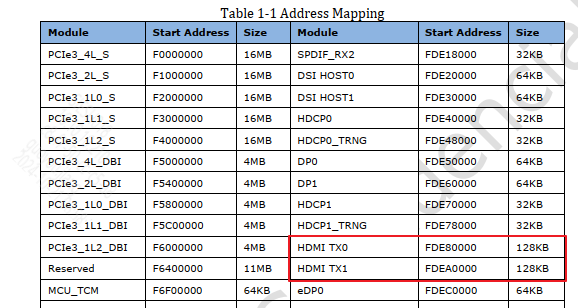 Table 1-1 Address Mapping
Module Start Address Size Module Start Address Size
PCIe3_4L_S F0000000 16MB SPDIF_RX2 FDE18000 32KB
PCIe3_2L_S F1000000 16MB DSI HOST0 FDE20000 64KB
PCIe3_1L0_S F2000000 16MB DSI HOST1 FDE30000 64KB
PCIe3_1L1_S F3000000 16MB HDCP0 FDE40000 32KB
PCIe3_1L2_S F4000000 16MB HDCP0_TRNG FDE48000 32KB
PCIe3_4L_DBI F5000000 4MB DP0 FDE50000 64KB
PCIe3_2L_DBI F5400000 4MB DP1 FDE60000 64KB
PCIe3_1L0_DBI F5800000 4MB HDCP1 FDE70000 32KB
PCIe3_1L1_DBI F5C00000 4MB HDCP1_TRNG FDE78000 32KB
PCIe3_1L2_DBI F6000000 4MB HDMI TX0 FDE80000 128KB
Reserved F6400000 11MB HDMI TX1 FDEA0000 128KB
MCU_TCM F6F00000 64KB eDP0 FDEC0000 64KB